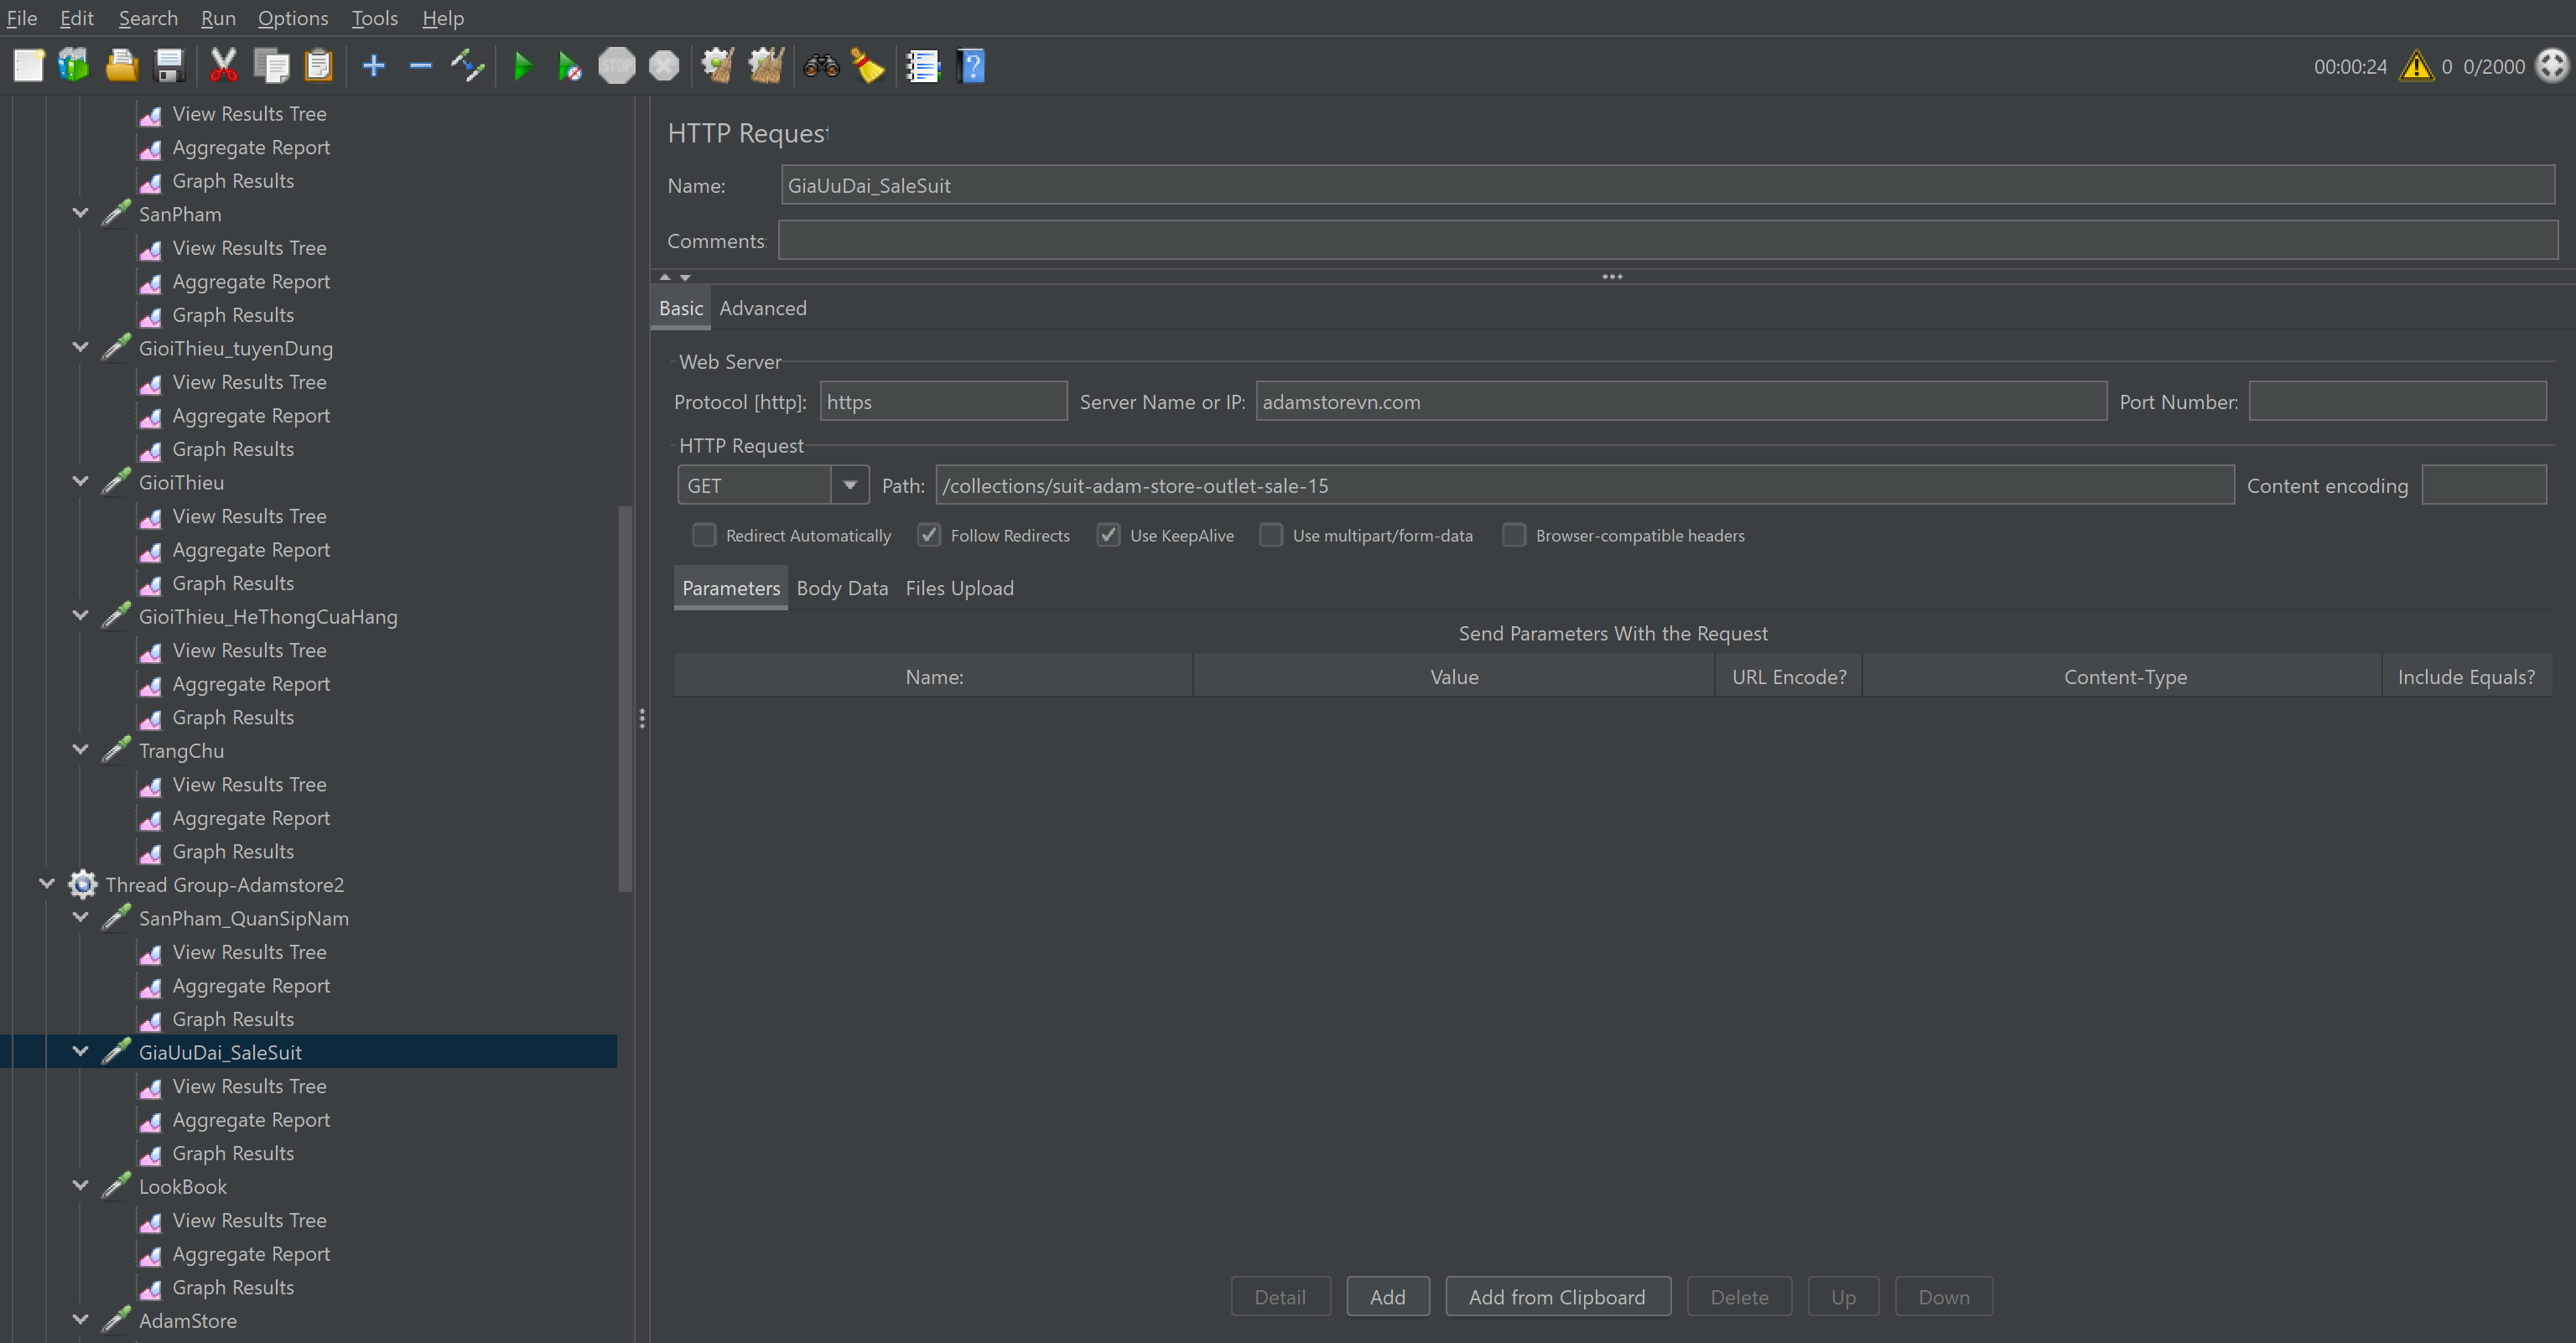 File Edit Search Run Options Tools Help
STOP
00:00:24 0 0/2000
View Results Tree
Aggregate Report
Graph Results
SanPham
View Results Tree
Aggregate Report
Graph Results
GioiThieu_tuyenDung
View Results Tree
Aggregate Report
Graph Results
GioiThieu
View Results Tree
Aggregate Report
Graph Results
GioiThieu_HeThongCuaHang
View Results Tree
Aggregate Report
Graph Results
TrangChu
View Results Tree
Aggregate Report
Graph Results
Thread Group-Adamstore2
SanPham_QuanSipNam
View Results Tree
Aggregate Report
Graph Results
GiaUuDai_SaleSuit
View Results Tree
Aggregate Report
Graph Results
LookBook
View Results Tree
Aggregate Report
Graph Results
AdamStore
HTTP Request
Name: GiaUuDai_SaleSuit
Comments:
Basic Advanced
Web Server
Protocol [http]: https Server Name or IP: adamstorevn.com Port Number:
HTTP Request
GET Path: /collections/suit-adam-store-outlet-sale-15 Content encoding
Redirect Automatically Follow Redirects Use KeepAlive Use multipart/form-data Browser-compatible headers
Parameters Body Data Files Upload
Send Parameters With the Request
Name: Value URL Encode? Content-Type Include Equals?
Detail Add Add from Clipboard Delete Up Down